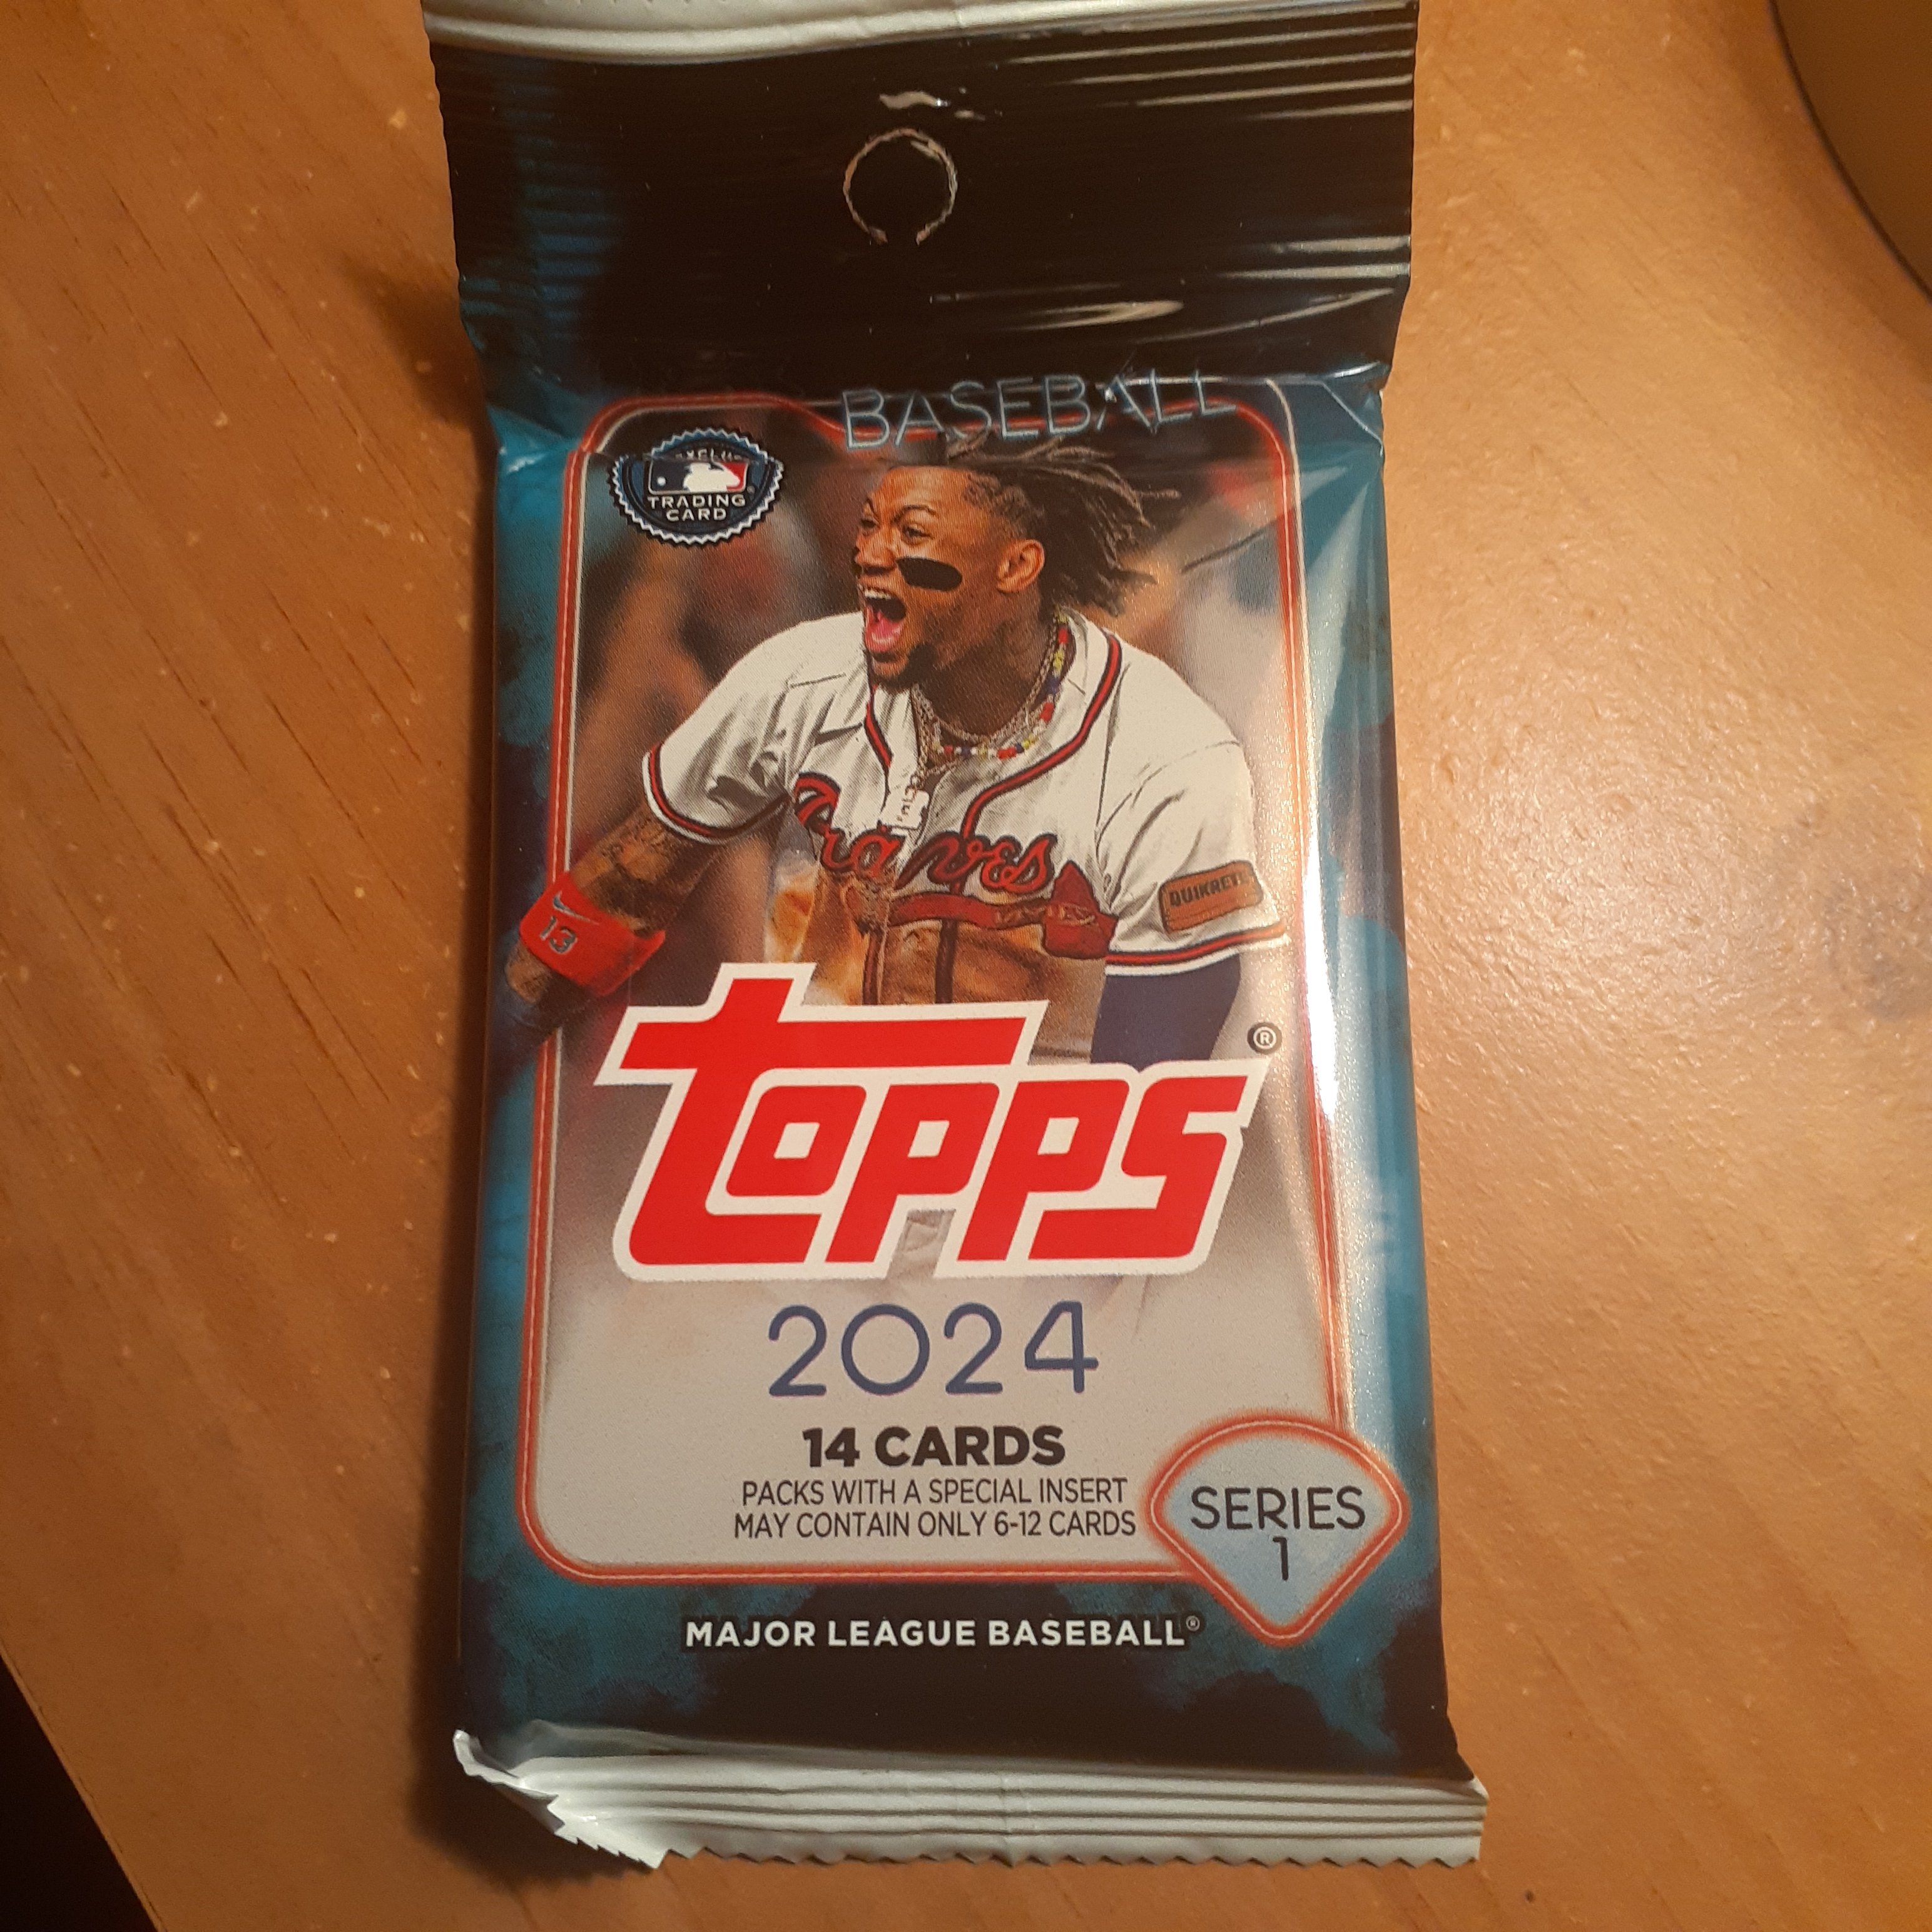 BASEBALL
TRADING
CARD
Braves
QUIKRETE
13
topps®
2024
14 CARDS
PACKS WITH A SPECIAL INSERT
MAY CONTAIN ONLY 6-12 CARDS
SERIES
1
MAJOR LEAGUE BASEBALL®